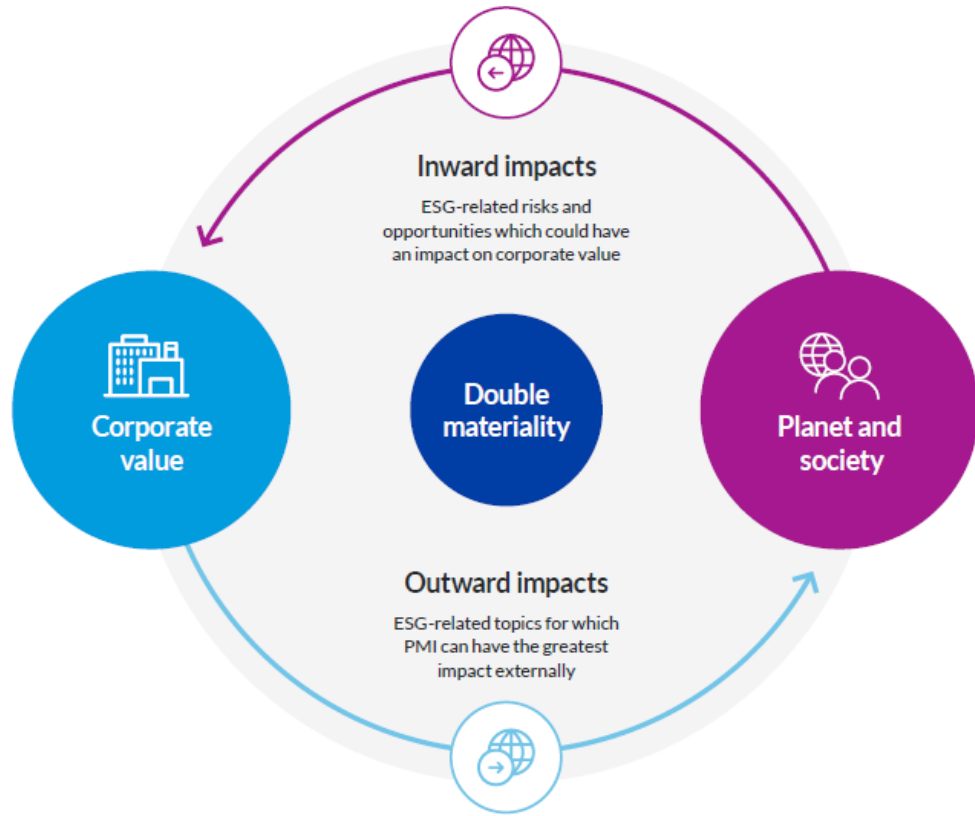 Inward impacts
ESG-related risks and
opportunities which could have
an impact on corporate value
Corporate
value
Double
materiality
Planet and
society
Outward impacts
ESG-related topics for which
PMI can have the greatest
impact externally